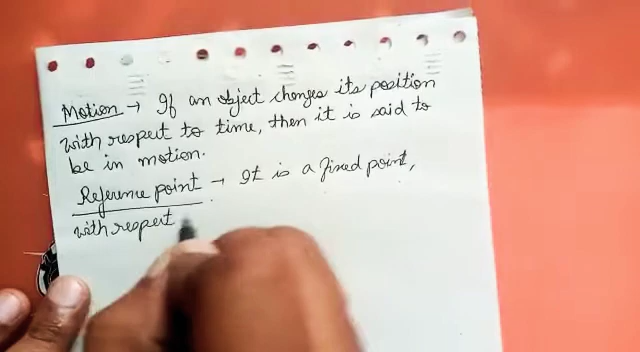 Motion → If an object changes its position
with respect to time, then it is said to
be in motion.
Reference point → It is a fixed point,
with respect